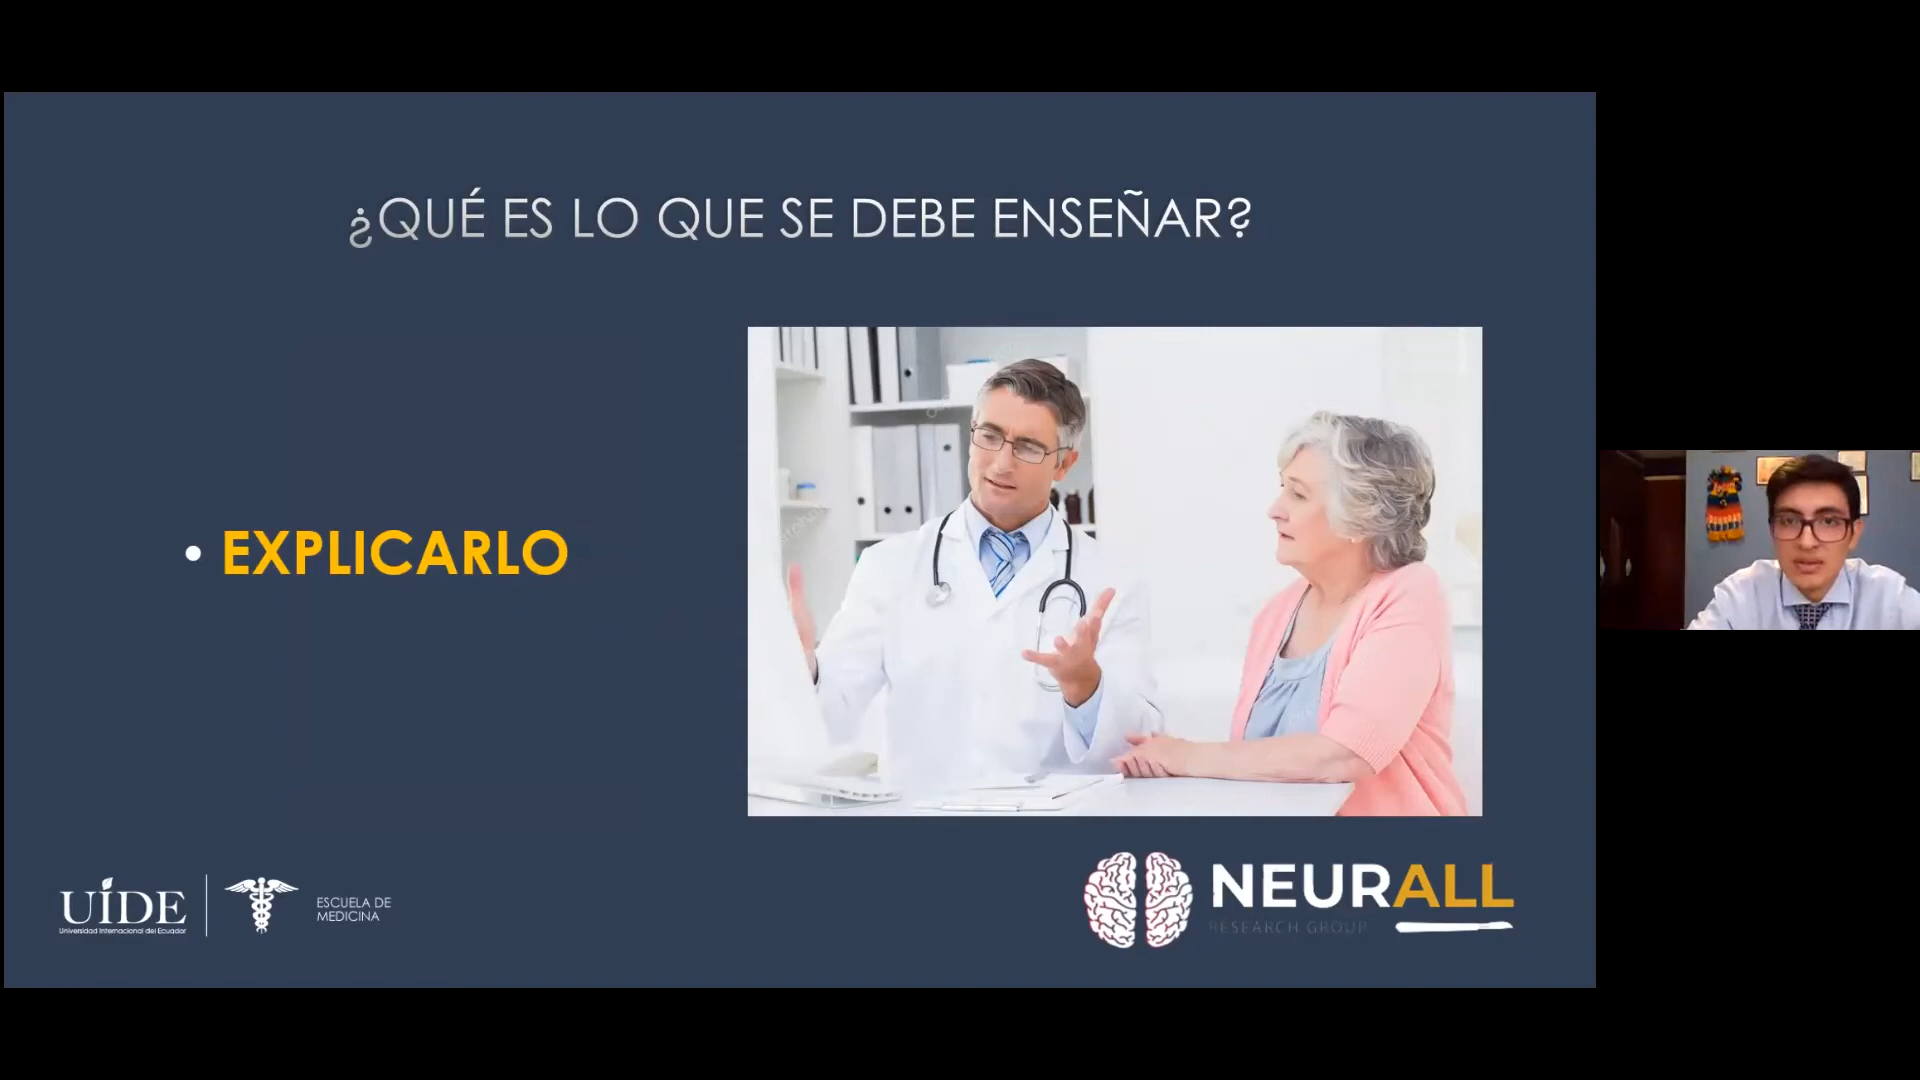 ¿QUÉ ES LO QUE SE DEBE ENSEÑAR?
• EXPLICARLO
UIDE
Universidad Internacional del Ecuador
ESCUELA DE
MEDICINA
NEURALL
RESEARCH GROUP